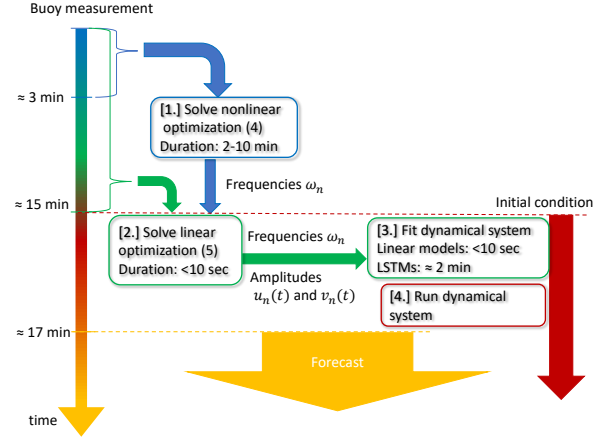 Buoy measurement
≈ 3 min
[1.] Solve nonlinear
optimization (4)
Duration: 2-10 min
Frequencies ωₙ
≈ 15 min
Initial condition
[2.] Solve linear
optimization (5)
Duration: <10 sec
Frequencies ωₙ
Amplitudes
uₙ(t) and vₙ(t)
[3.] Fit dynamical system
Linear models: <10 sec
LSTMs: ≈ 2 min
[4.] Run dynamical
system
≈ 17 min
Forecast
time